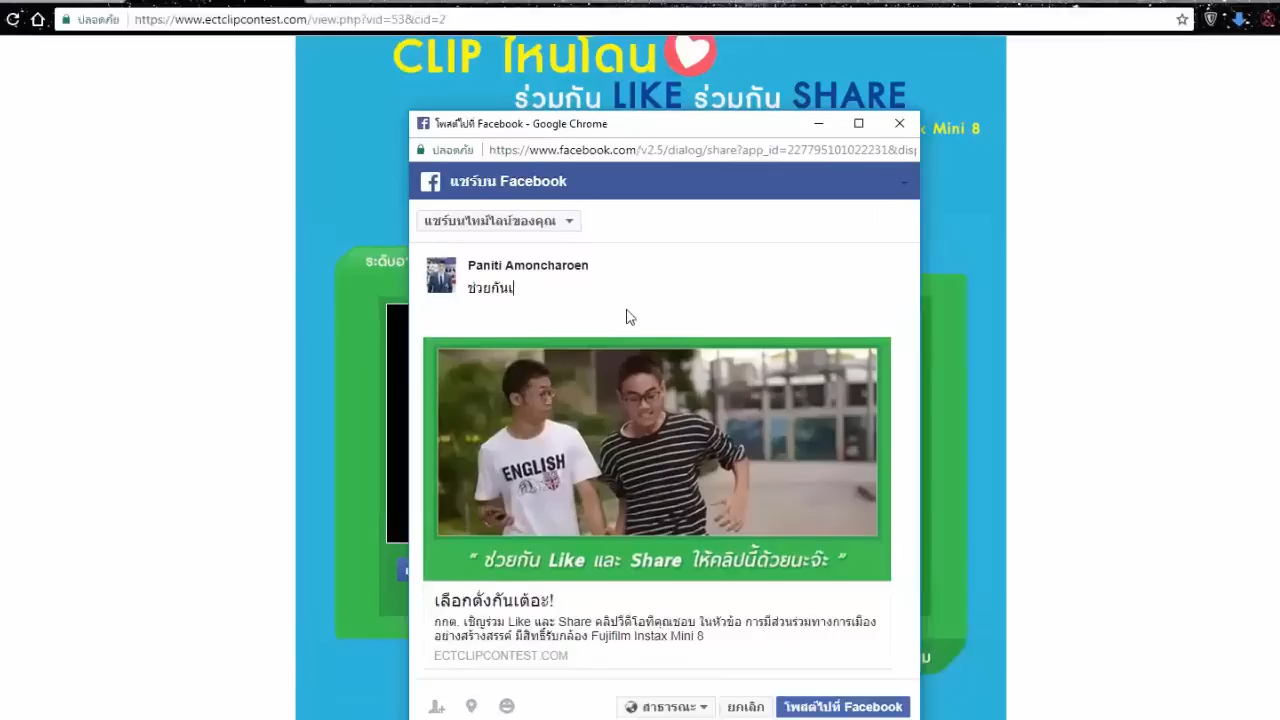 ปลอดภัย https://www.ectclipcontest.com/view.php?vid=53&cid=2
CLIP ไหนโดน
ร่วมกัน LIKE ร่วมกัน SHARE
Mini 8
โพสต์ไปที่ Facebook - Google Chrome
ปลอดภัย https://www.facebook.com/v2.5/dialog/share?app_id=227795101022231&disp
แชร์บน Facebook
แชร์บนไทม์ไลน์ของคุณ
Paniti Amoncharoen
ช่วยกันเ
ENGLISH
“ ช่วยกัน Like และ Share ให้คลิปนี้ด้วยนะจ๊ะ ”
เลือกตั้งกันเต้อะ!
กกต. เชิญร่วม Like และ Share คลิปวีดีโอที่คุณชอบ ในหัวข้อ การมีส่วนร่วมทางการเมือง
อย่างสร้างสรรค์ มีสิทธิ์รับกล้อง Fujifilm Instax Mini 8
ECTCLIPCONTEST.COM
สาธารณะ ยกเลิก โพสต์ไปที่ Facebook